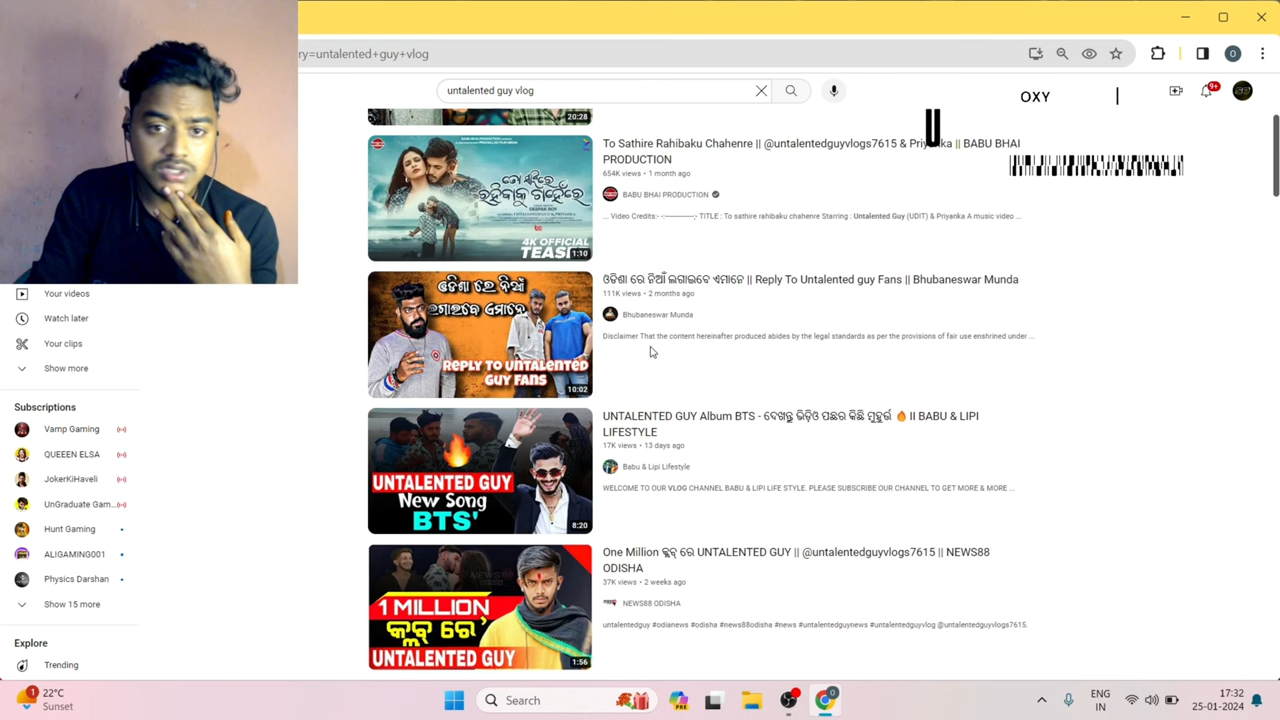 ry=untalented+guy+vlog
O
untalented guy vlog
OXY
9+
U
20:28
To Sathire Rahibaku Chahenre || @untalentedguyvlogs7615 & Priyanka || BABU BHAI
PRODUCTION
654K views • 1 month ago
BABU BHAI PRODUCTION
... Video Credits:- -:-------------;- TITLE : To sathire rahibaku chahenre Starring : Untalented Guy (UDIT) & Priyanka A music video ...
ତୋ ସାଥିରେ
ରହିବାକୁ ଚାହେଁରେ
4K OFFICIAL
TEAS
1:10
Your videos
Watch later
Your clips
Show more
Subscriptions
Vamp Gaming
QUEEEN ELSA
JokerKiHaveli
UnGraduate Gam...
Hunt Gaming
ALIGAMING001
Physics Darshan
Show 15 more
Explore
Trending
ଓଡିଶା ରେ ନିଆଁ ଲଗାଇବେ ଏମାନେ || Reply To Untalented guy Fans || Bhubaneswar Munda
111K views • 2 months ago
Bhubaneswar Munda
Disclaimer That the content hereinafter produced abides by the legal standards as per the provisions of fair use enshrined under ...
ଓଡିଶା ରେ ନିଆଁ
ଲଗାଇବେ ଏମାନେ
REPLY TO UNTALENTED
GUY FANS
10:02
UNTALENTED GUY Album BTS - ଦେଖନ୍ତୁ ଭିଡ଼ିଓ ପଛର କିଛି ମୁହୁର୍ତ୍ତ 🔥 II BABU & LIPI
LIFESTYLE
17K views • 13 days ago
Babu & Lipi Lifestyle
WELCOME TO OUR VLOG CHANNEL BABU & LIPI LIFE STYLE. PLEASE SUBSCRIBE OUR CHANNEL TO GET MORE & MORE ...
UNTALENTED GUY
New Song
BTS'
8:20
One Million କ୍ଲବ୍ ରେ UNTALENTED GUY || @untalentedguyvlogs7615 || NEWS88
ODISHA
37K views • 2 weeks ago
NEWS88 ODISHA
untalentedguy #odianews #odisha #news88odisha #news #untalentedguynews #untalentedguyvlog @untalentedguyvlogs7615.
1 MILLION
କ୍ଲବ୍ ରେ'
UNTALENTED GUY
1:56
1
22°C
Sunset
Search
PRE
ENG
IN
17:32
25-01-2024